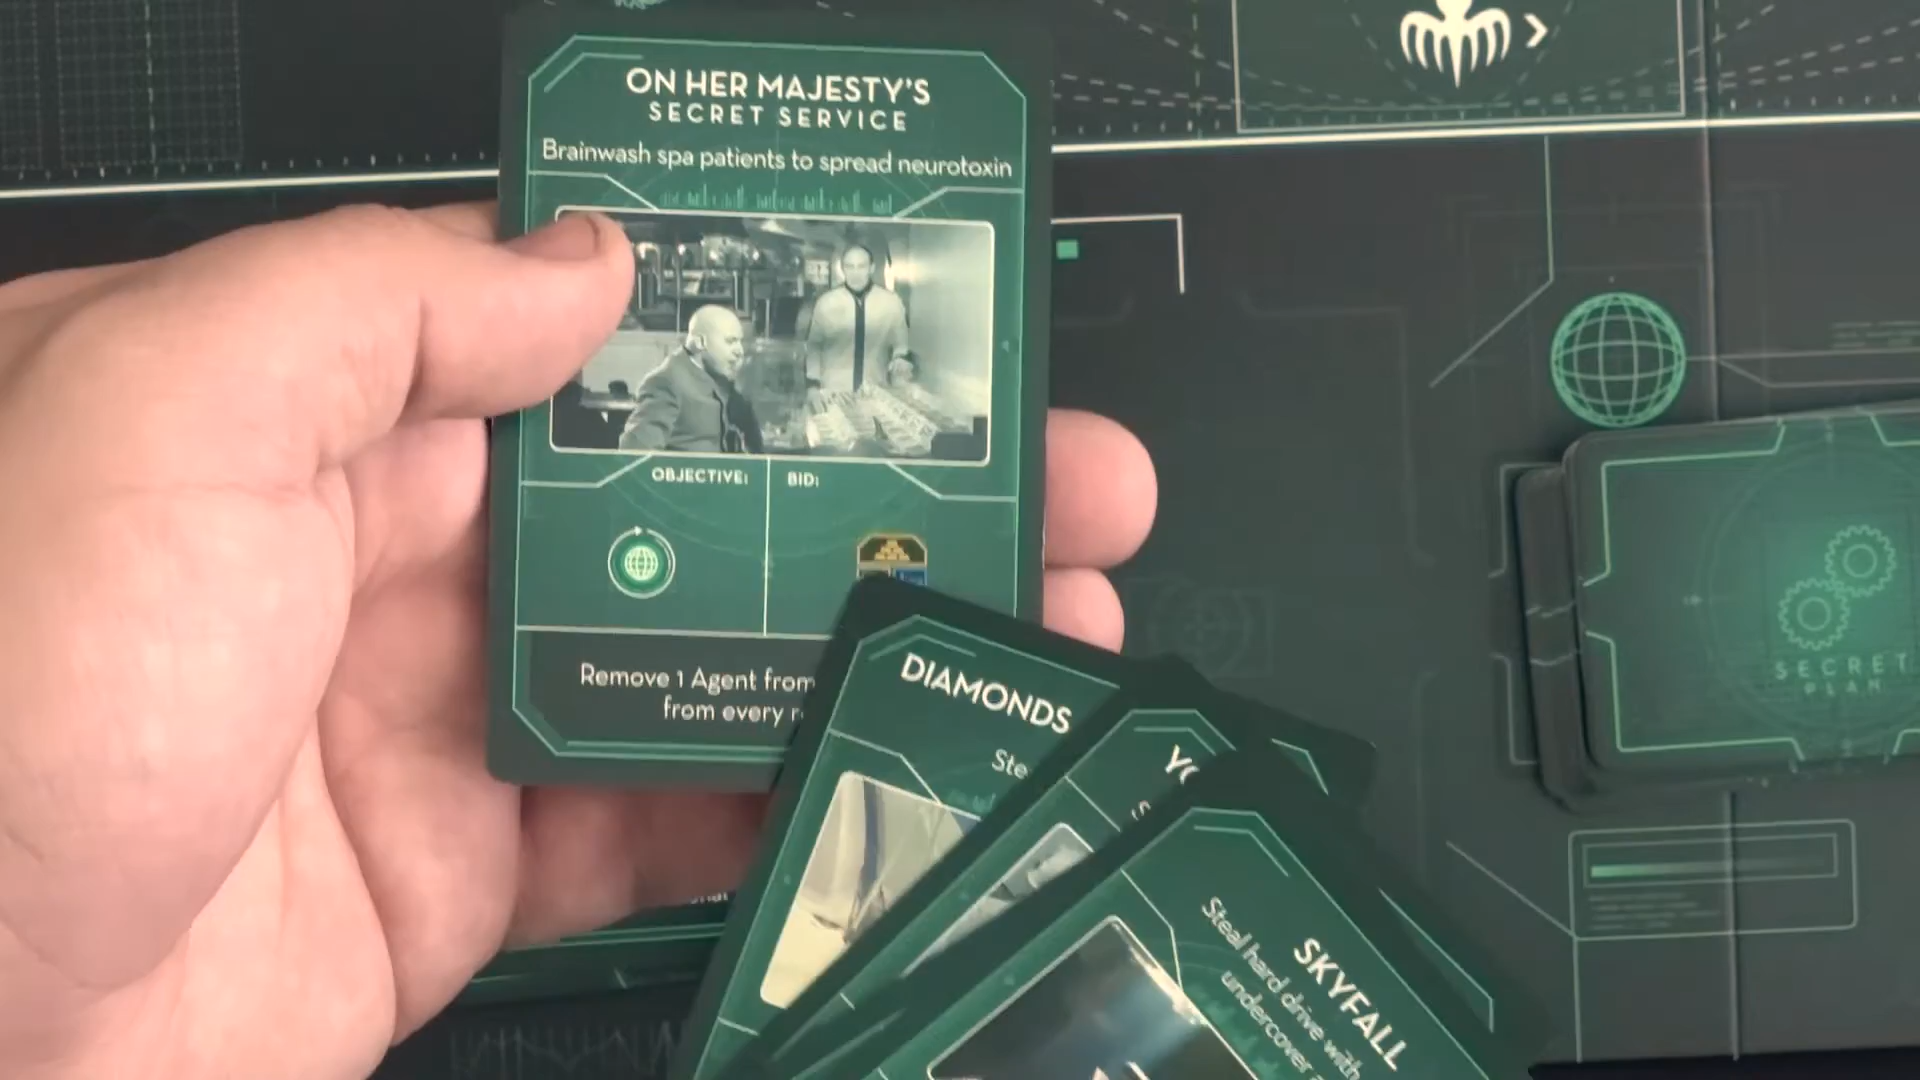 ON HER MAJESTY'S
SECRET SERVICE
Brainwash spa patients to spread neurotoxin
OBJECTIVE: BID:
Remove 1 Agent from
from every
DIAMONDS
SKYFALL
Steal hard drive with
undercover
SECRET
PLAN